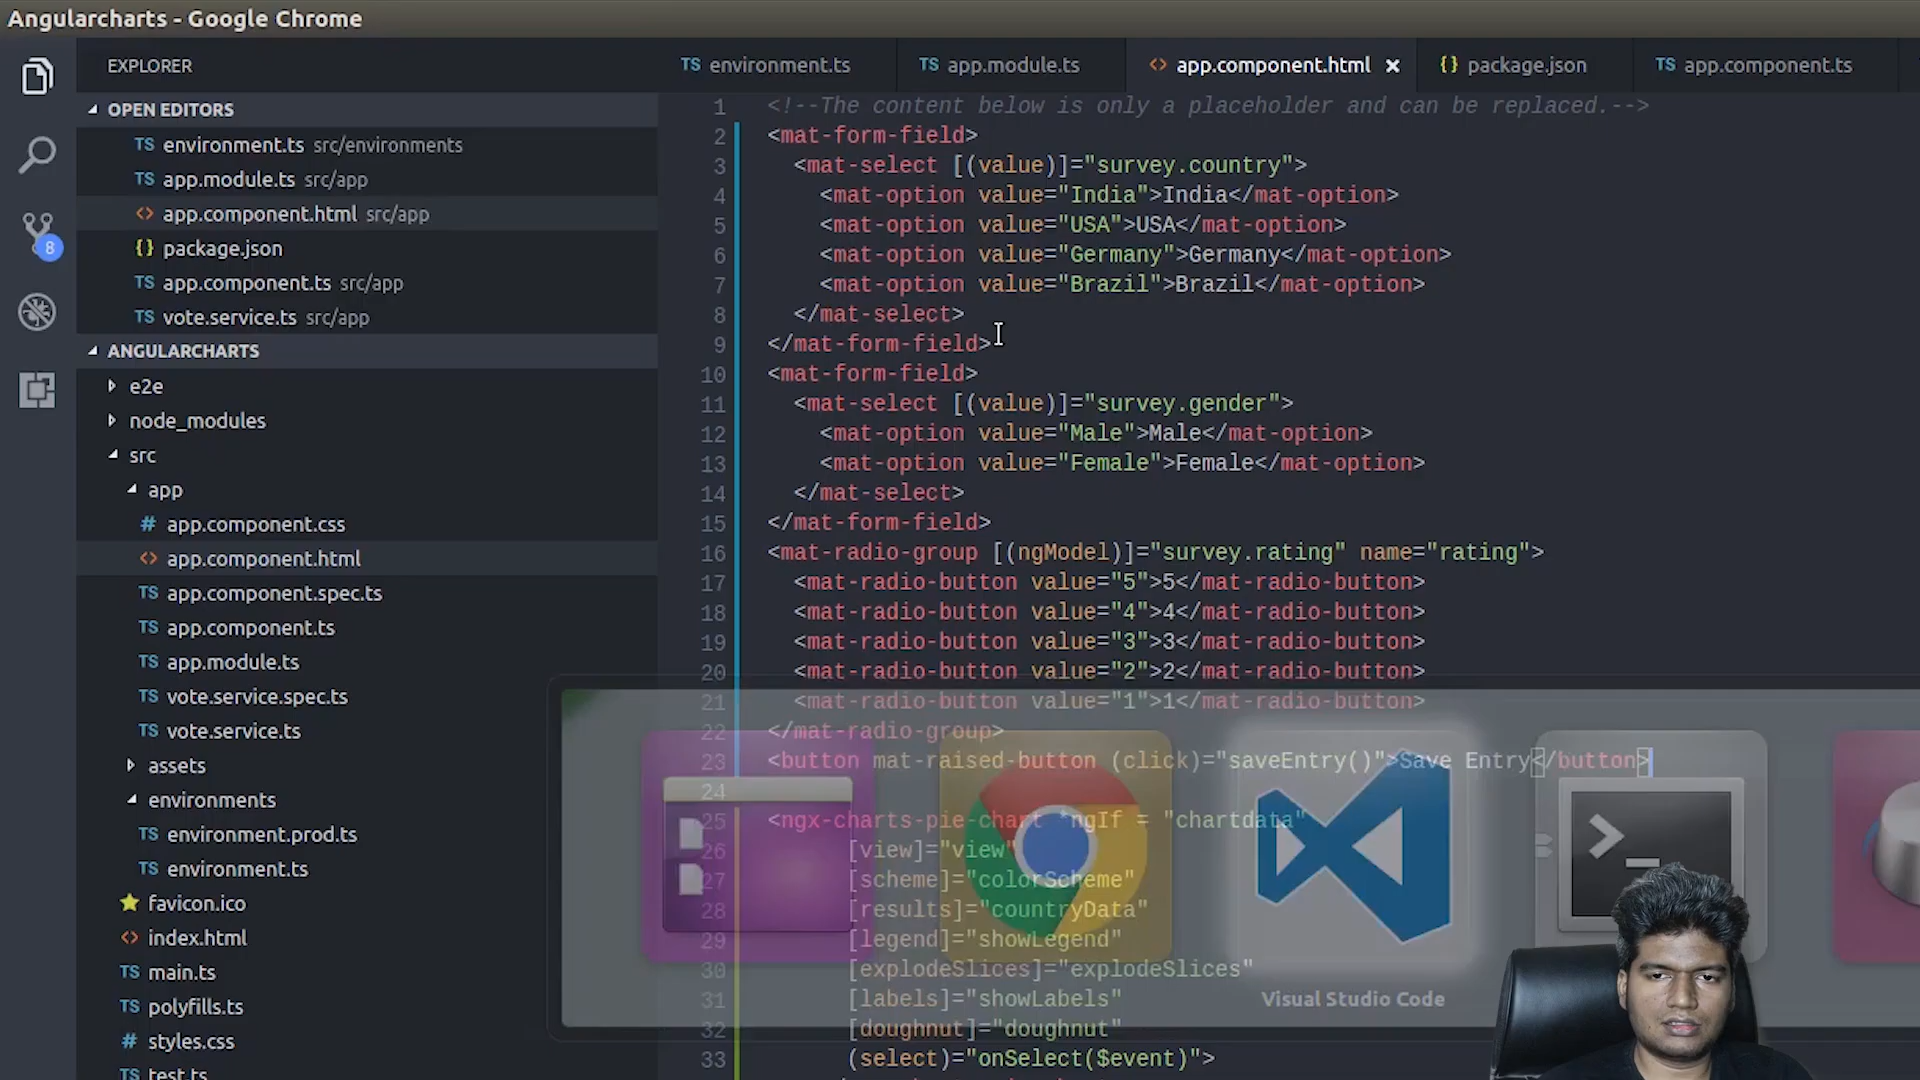 Angularcharts - Google Chrome
EXPLORER
OPEN EDITORS
TS environment.ts src/environments
TS app.module.ts src/app
<> app.component.html src/app
{} package.json
TS app.component.ts src/app
TS vote.service.ts src/app
ANGULARCHARTS
e2e
node_modules
src
app
# app.component.css
<> app.component.html
TS app.component.spec.ts
TS app.component.ts
TS app.module.ts
TS vote.service.spec.ts
TS vote.service.ts
assets
environments
TS environment.prod.ts
TS environment.ts
favicon.ico
<> index.html
TS main.ts
TS polyfills.ts
# styles.css
TS test.ts
8
TS environment.ts
TS app.module.ts
<> app.component.html ×
{} package.json
TS app.component.ts
1 <!--The content below is only a placeholder and can be replaced.-->
2 <mat-form-field>
3 <mat-select [(value)]="survey.country">
4 <mat-option value="India">India</mat-option>
5 <mat-option value="USA">USA</mat-option>
6 <mat-option value="Germany">Germany</mat-option>
7 <mat-option value="Brazil">Brazil</mat-option>
8 </mat-select>
9 </mat-form-field>
10 <mat-form-field>
11 <mat-select [(value)]="survey.gender">
12 <mat-option value="Male">Male</mat-option>
13 <mat-option value="Female">Female</mat-option>
14 </mat-select>
15 </mat-form-field>
16 <mat-radio-group [(ngModel)]="survey.rating" name="rating">
17 <mat-radio-button value="5">5</mat-radio-button>
18 <mat-radio-button value="4">4</mat-radio-button>
19 <mat-radio-button value="3">3</mat-radio-button>
20 <mat-radio-button value="2">2</mat-radio-button>
21 <mat-radio-button value="1">1</mat-radio-button>
22 </mat-radio-group>
23 <button mat-raised-button (click)="saveEntry()">Save Entry</button>
24
25 <ngx-charts-pie-chart *ngIf = "chartdata"
26 [view]="view"
27 [scheme]="colorScheme"
28 [results]="countryData"
29 [legend]="showLegend"
30 [explodeSlices]="explodeSlices"
31 [labels]="showLabels"
32 [doughnut]="doughnut"
33 (select)="onSelect($event)">
Visual Studio Code